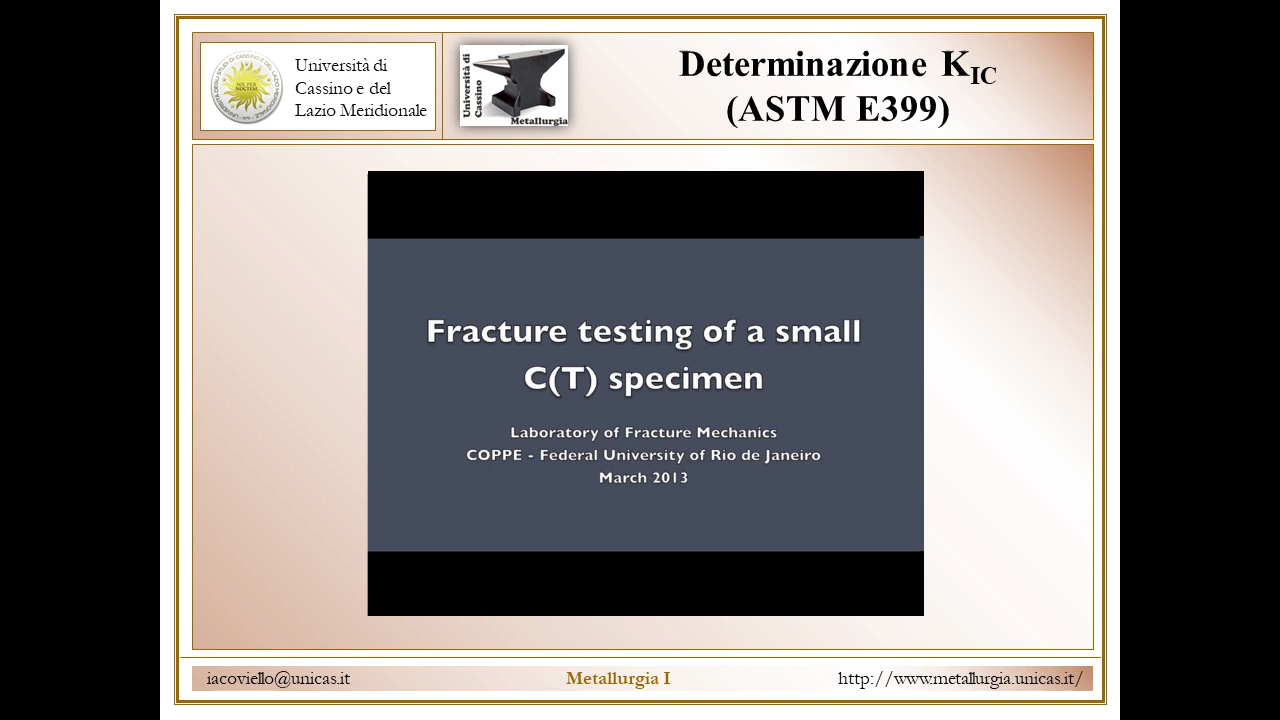 Università di
Cassino e del
Lazio Meridionale
Università di
Cassino
Metallurgia
Determinazione K_IC
(ASTM E399)
Fracture testing of a small
C(T) specimen
Laboratory of Fracture Mechanics
COPPE - Federal University of Rio de Janeiro
March 2013
iacoviello@unicas.it
Metallurgia I
http://www.metallurgia.unicas.it/